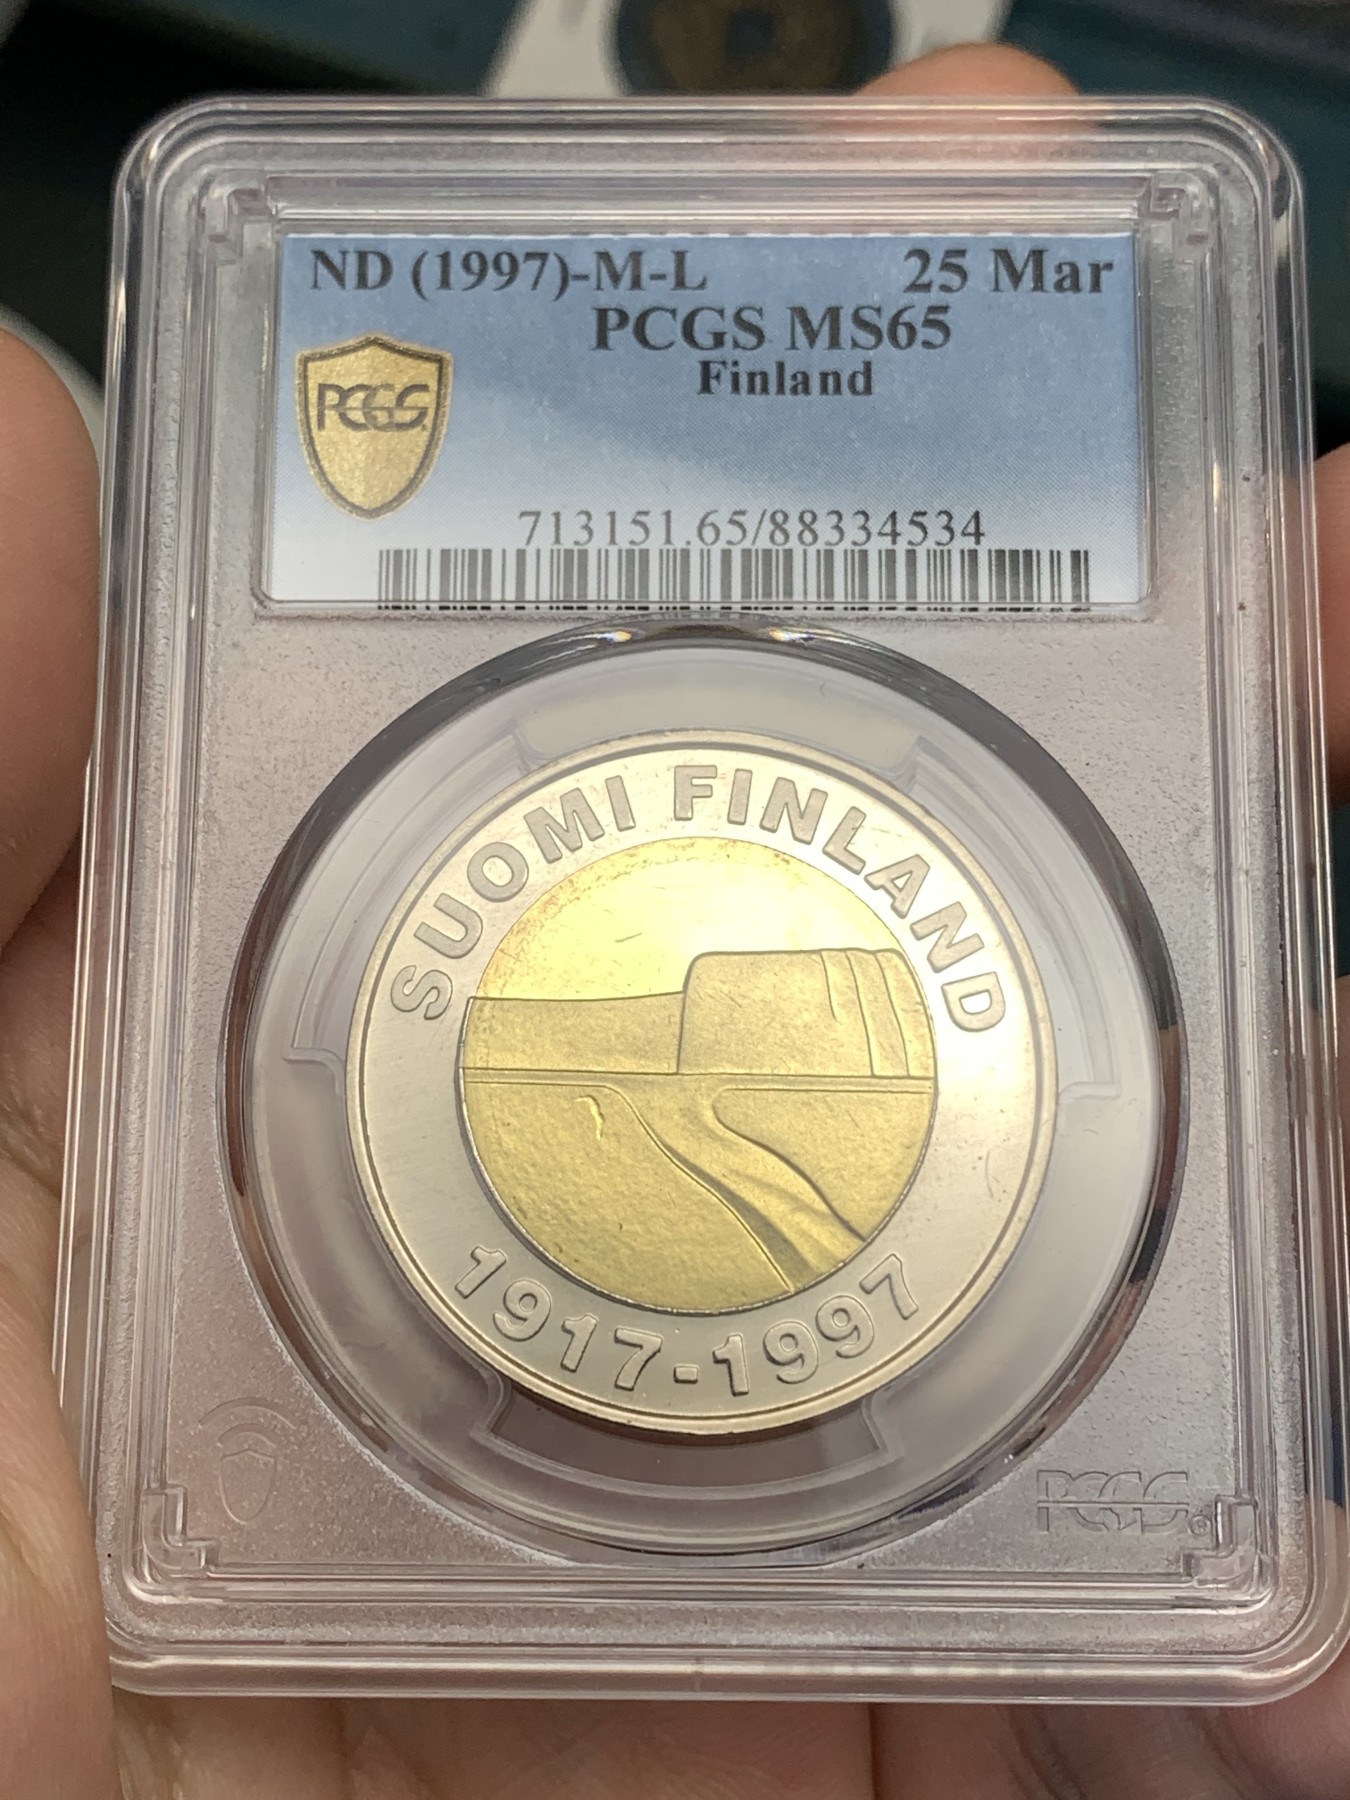 ND (1997)-M-L 25 Mar
PCGS MS65
Finland
PCGS
713151.65/88334534
SUOMI FINLAND
1917-1997
PCGS